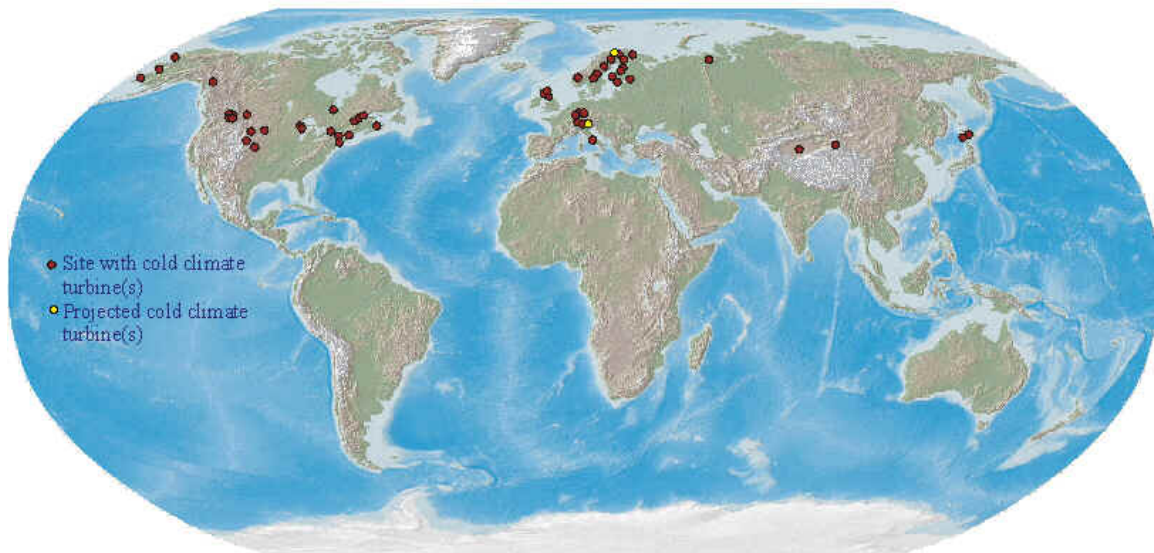 Site with cold climate
turbine(s)
Projected cold climate
turbine(s)